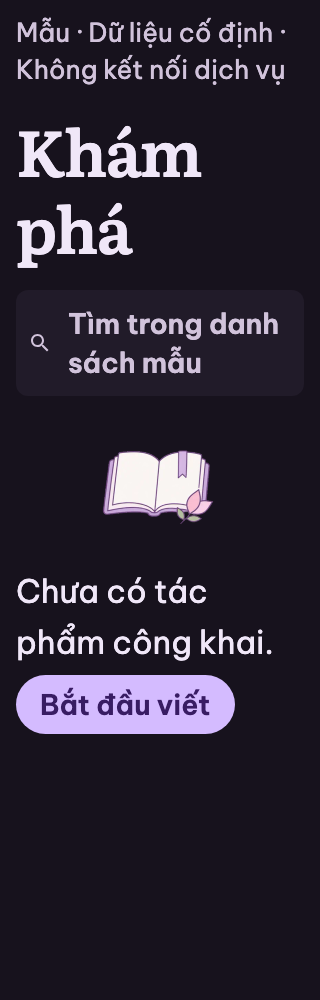 Mẫu · Dữ liệu cố định ·
Không kết nối dịch vụ
Khám
phá
Tìm trong danh
sách mẫu
Chưa có tác
phẩm công khai.
Bắt đầu viết